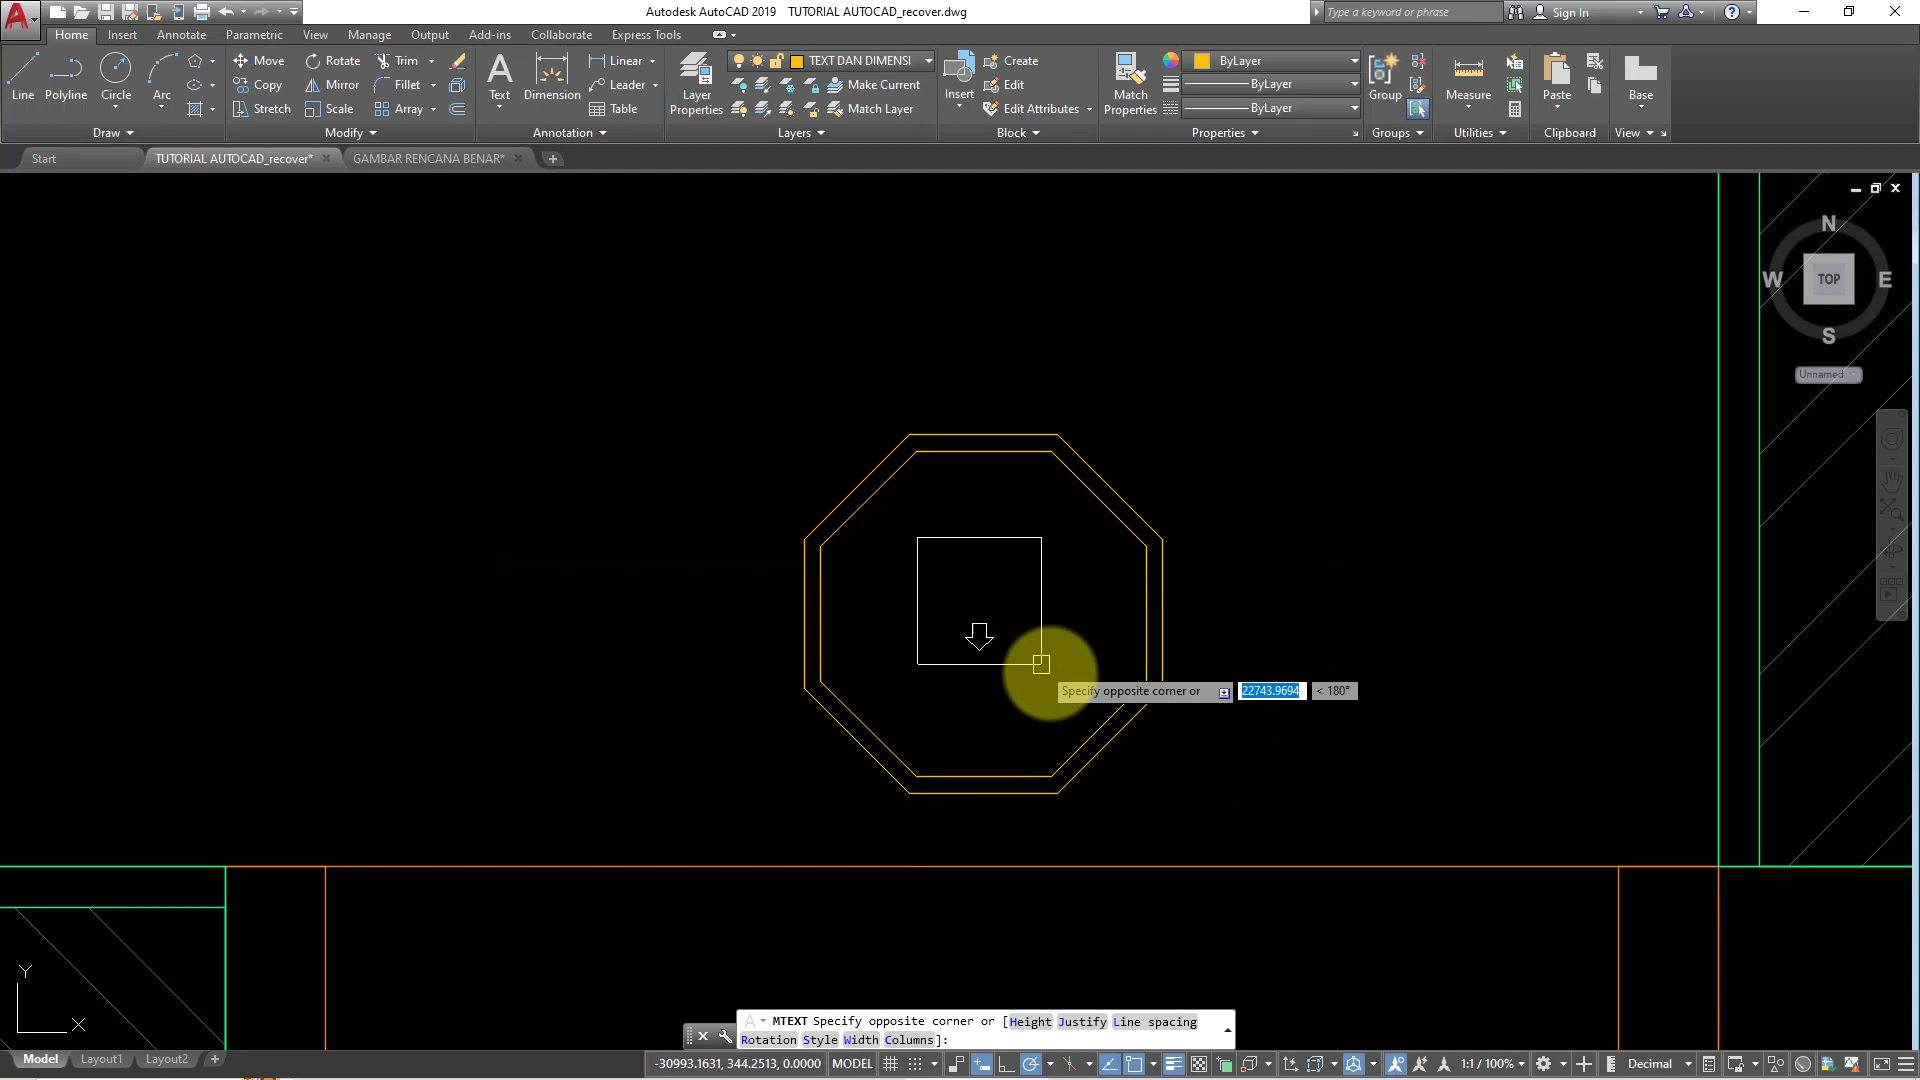 Autodesk AutoCAD 2019 TUTORIAL AUTOCAD_recover.dwg
Type a keyword or phrase
Sign In
Home Insert Annotate Parametric View Manage Output Add-ins Collaborate Express Tools
Line Polyline Circle Arc
Move Rotate Trim
Copy Mirror Fillet
Stretch Scale Array
Text Dimension
Linear
Leader
Table
Layer Properties
TEXT DAN DIMENSI
Make Current
Match Layer
Insert
Create
Edit
Edit Attributes
Match Properties
ByLayer
ByLayer
ByLayer
Group
Measure
Paste
Base
Draw Modify Annotation Layers Block Properties Groups Utilities Clipboard View
Start TUTORIAL AUTOCAD_recover* GAMBAR RENCANA BENAR*
N
W TOP E
S
Unnamed
Specify opposite corner or 22743.9694 < 180°
Y
X
MTEXT Specify opposite corner or [Height Justify Line spacing
Rotation Style Width Columns]:
Model Layout1 Layout2
-30993.1631, 344.2513, 0.0000 MODEL 1:1 / 100% Decimal